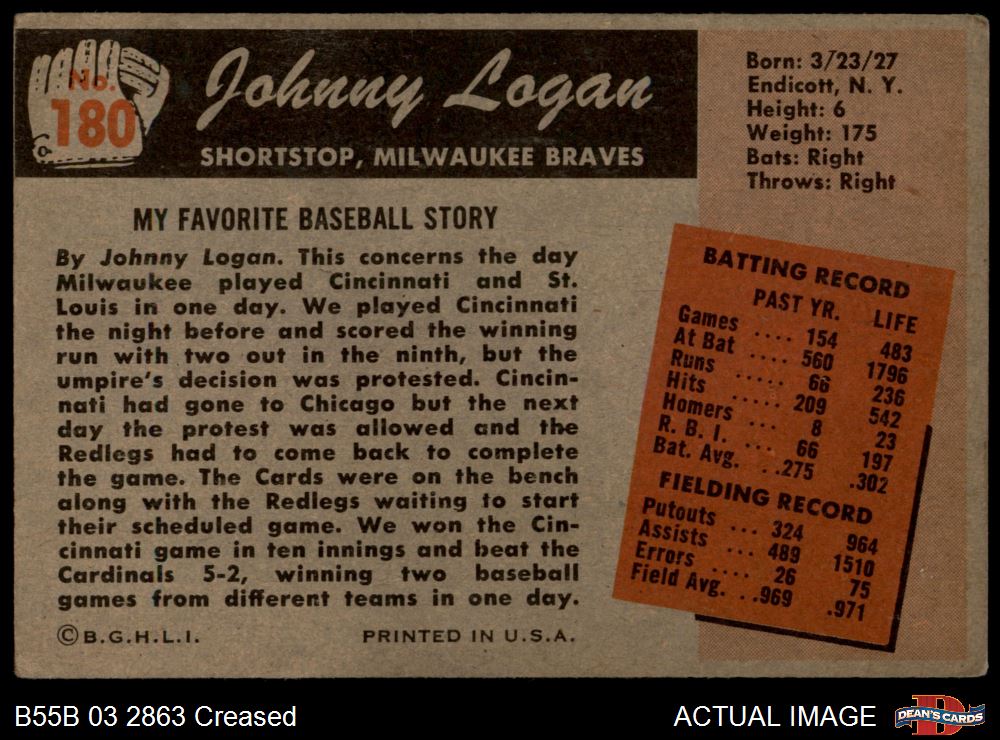 No.
180
Johnny Logan
SHORTSTOP, MILWAUKEE BRAVES
Born: 3/23/27
Endicott, N. Y.
Height: 6
Weight: 175
Bats: Right
Throws: Right
MY FAVORITE BASEBALL STORY
By Johnny Logan. This concerns the day
Milwaukee played Cincinnati and St.
Louis in one day. We played Cincinnati
the night before and scored the winning
run with two out in the ninth, but the
umpire's decision was protested. Cincin-
nati had gone to Chicago but the next
day the protest was allowed and the
Redlegs had to come back to complete
the game. The Cards were on the bench
along with the Redlegs waiting to start
their scheduled game. We won the Cin-
cinnati game in ten innings and beat the
Cardinals 5-2, winning two baseball
games from different teams in one day.
©B.G.H.L.I. PRINTED IN U.S.A.
BATTING RECORD
PAST YR. LIFE
Games .... 154 483
At Bat .... 560 1796
Runs ..... 66 236
Hits ..... 209 542
Homers ... 8 23
R. B. I. ... 66 197
Bat. Avg. ..275 .302
FIELDING RECORD
Putouts ... 324 964
Assists ... 489 1510
Errors .... 26 75
Field Avg. . .969 .971
B55B 03 2863 Creased
ACTUAL IMAGE
D
DEAN'S CARDS